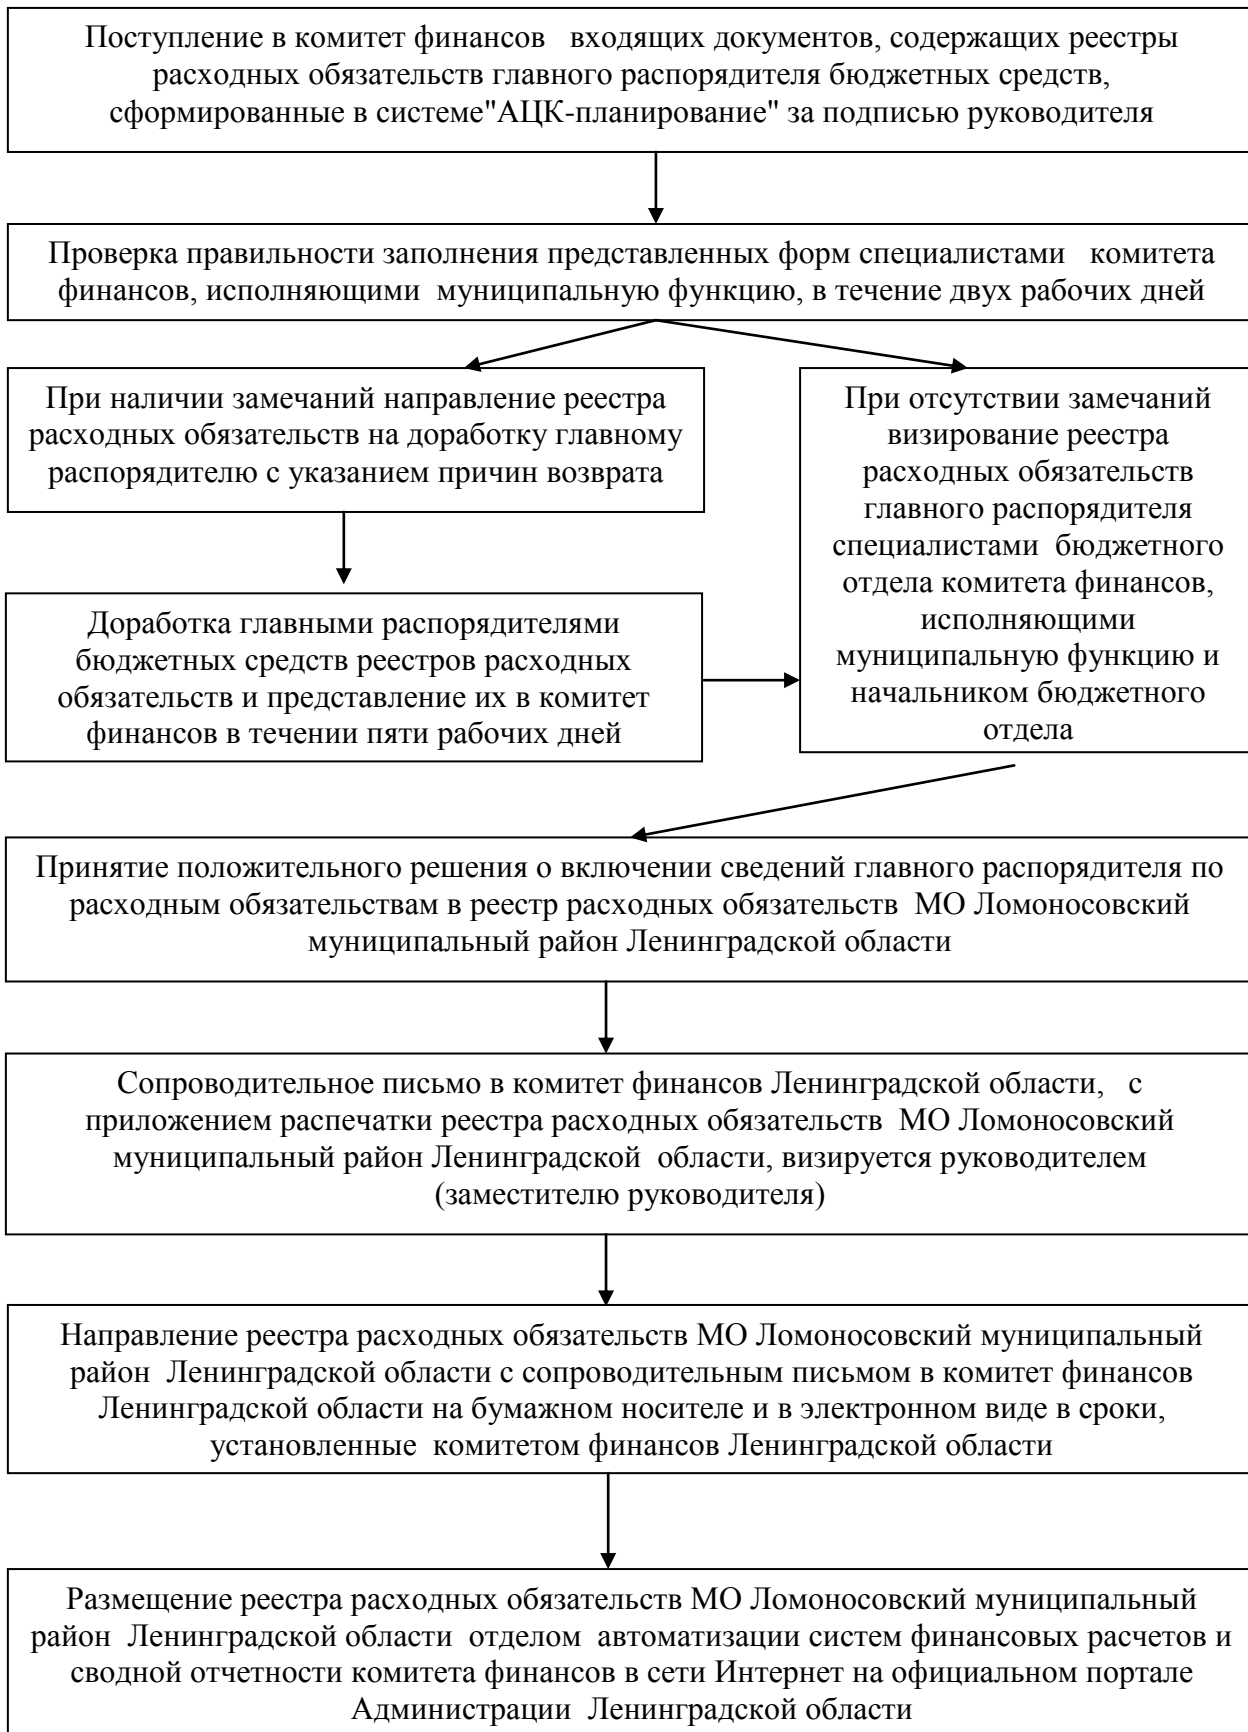 Поступление в комитет финансов входящих документов, содержащих реестры
расходных обязательств главного распорядителя бюджетных средств,
сформированные в системе"АЦК-планирование" за подписью руководителя
Проверка правильности заполнения представленных форм специалистами комитета
финансов, исполняющими муниципальную функцию, в течение двух рабочих дней
При наличии замечаний направление реестра
расходных обязательств на доработку главному
распорядителю с указанием причин возврата
Доработка главными распорядителями
бюджетных средств реестров расходных
обязательств и представление их в комитет
финансов в течении пяти рабочих дней
При отсутствии замечаний
визирование реестра
расходных обязательств
главного распорядителя
специалистами бюджетного
отдела комитета финансов,
исполняющими
муниципальную функцию и
начальником бюджетного
отдела
Принятие положительного решения о включении сведений главного распорядителя по
расходным обязательствам в реестр расходных обязательств МО Ломоносовский
муниципальный район Ленинградской области
Сопроводительное письмо в комитет финансов Ленинградской области, с
приложением распечатки реестра расходных обязательств МО Ломоносовский
муниципальный район Ленинградской области, визируется руководителем
(заместителю руководителя)
Направление реестра расходных обязательств МО Ломоносовский муниципальный
район Ленинградской области с сопроводительным письмом в комитет финансов
Ленинградской области на бумажном носителе и в электронном виде в сроки,
установленные комитетом финансов Ленинградской области
Размещение реестра расходных обязательств МО Ломоносовский муниципальный
район Ленинградской области отделом автоматизации систем финансовых расчетов и
сводной отчетности комитета финансов в сети Интернет на официальном портале
Администрации Ленинградской области